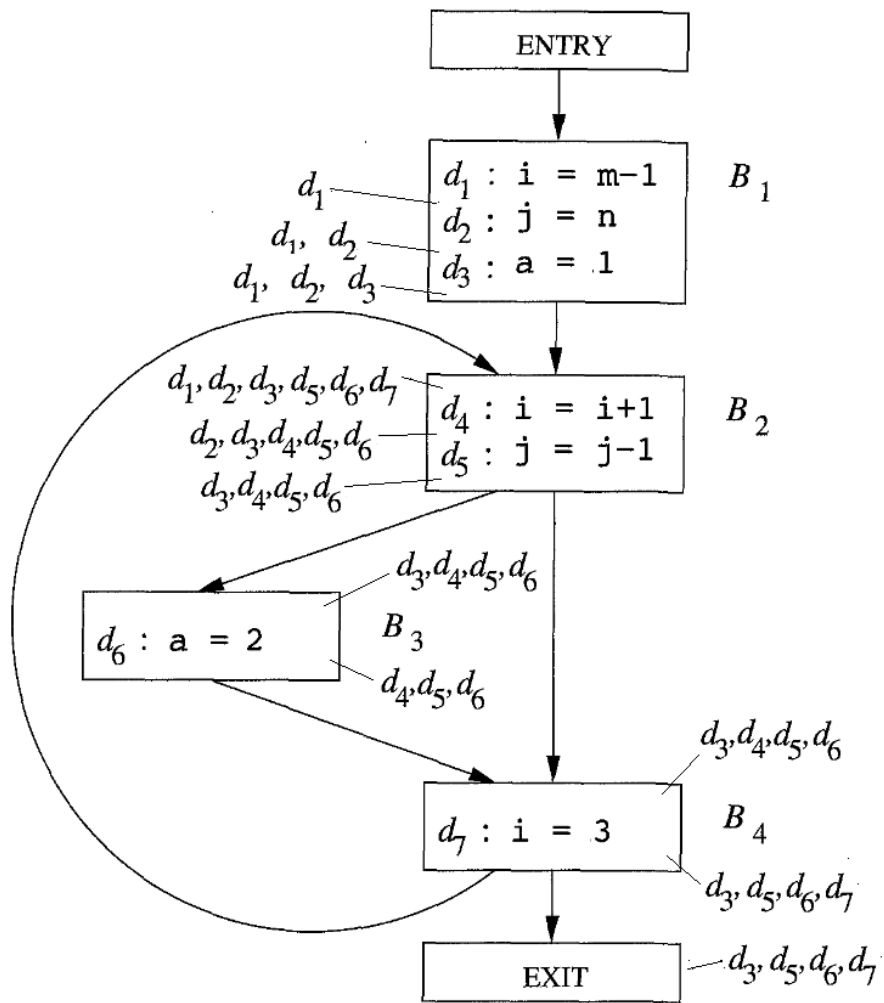 ENTRY
d₁ : i = m-1
d₂ : j = n
d₃ : a = 1
B₁
d₁
d₁, d₂
d₁, d₂, d₃
d₁, d₂, d₃, d₅, d₆, d₇
d₂, d₃, d₄, d₅, d₆
d₃, d₄, d₅, d₆
d₄ : i = i+1
d₅ : j = j-1
B₂
d₃, d₄, d₅, d₆
d₆ : a = 2
B₃
d₄, d₅, d₆
d₃, d₄, d₅, d₆
d₇ : i = 3
B₄
d₃, d₅, d₆, d₇
EXIT
d₃, d₅, d₆, d₇